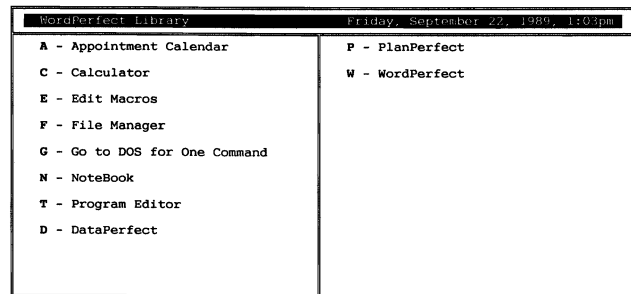 WordPerfect Library Friday, September 22, 1989, 1:03pm
A - Appointment Calendar
C - Calculator
E - Edit Macros
F - File Manager
G - Go to DOS for One Command
N - NoteBook
T - Program Editor
D - DataPerfect
P - PlanPerfect
W - WordPerfect